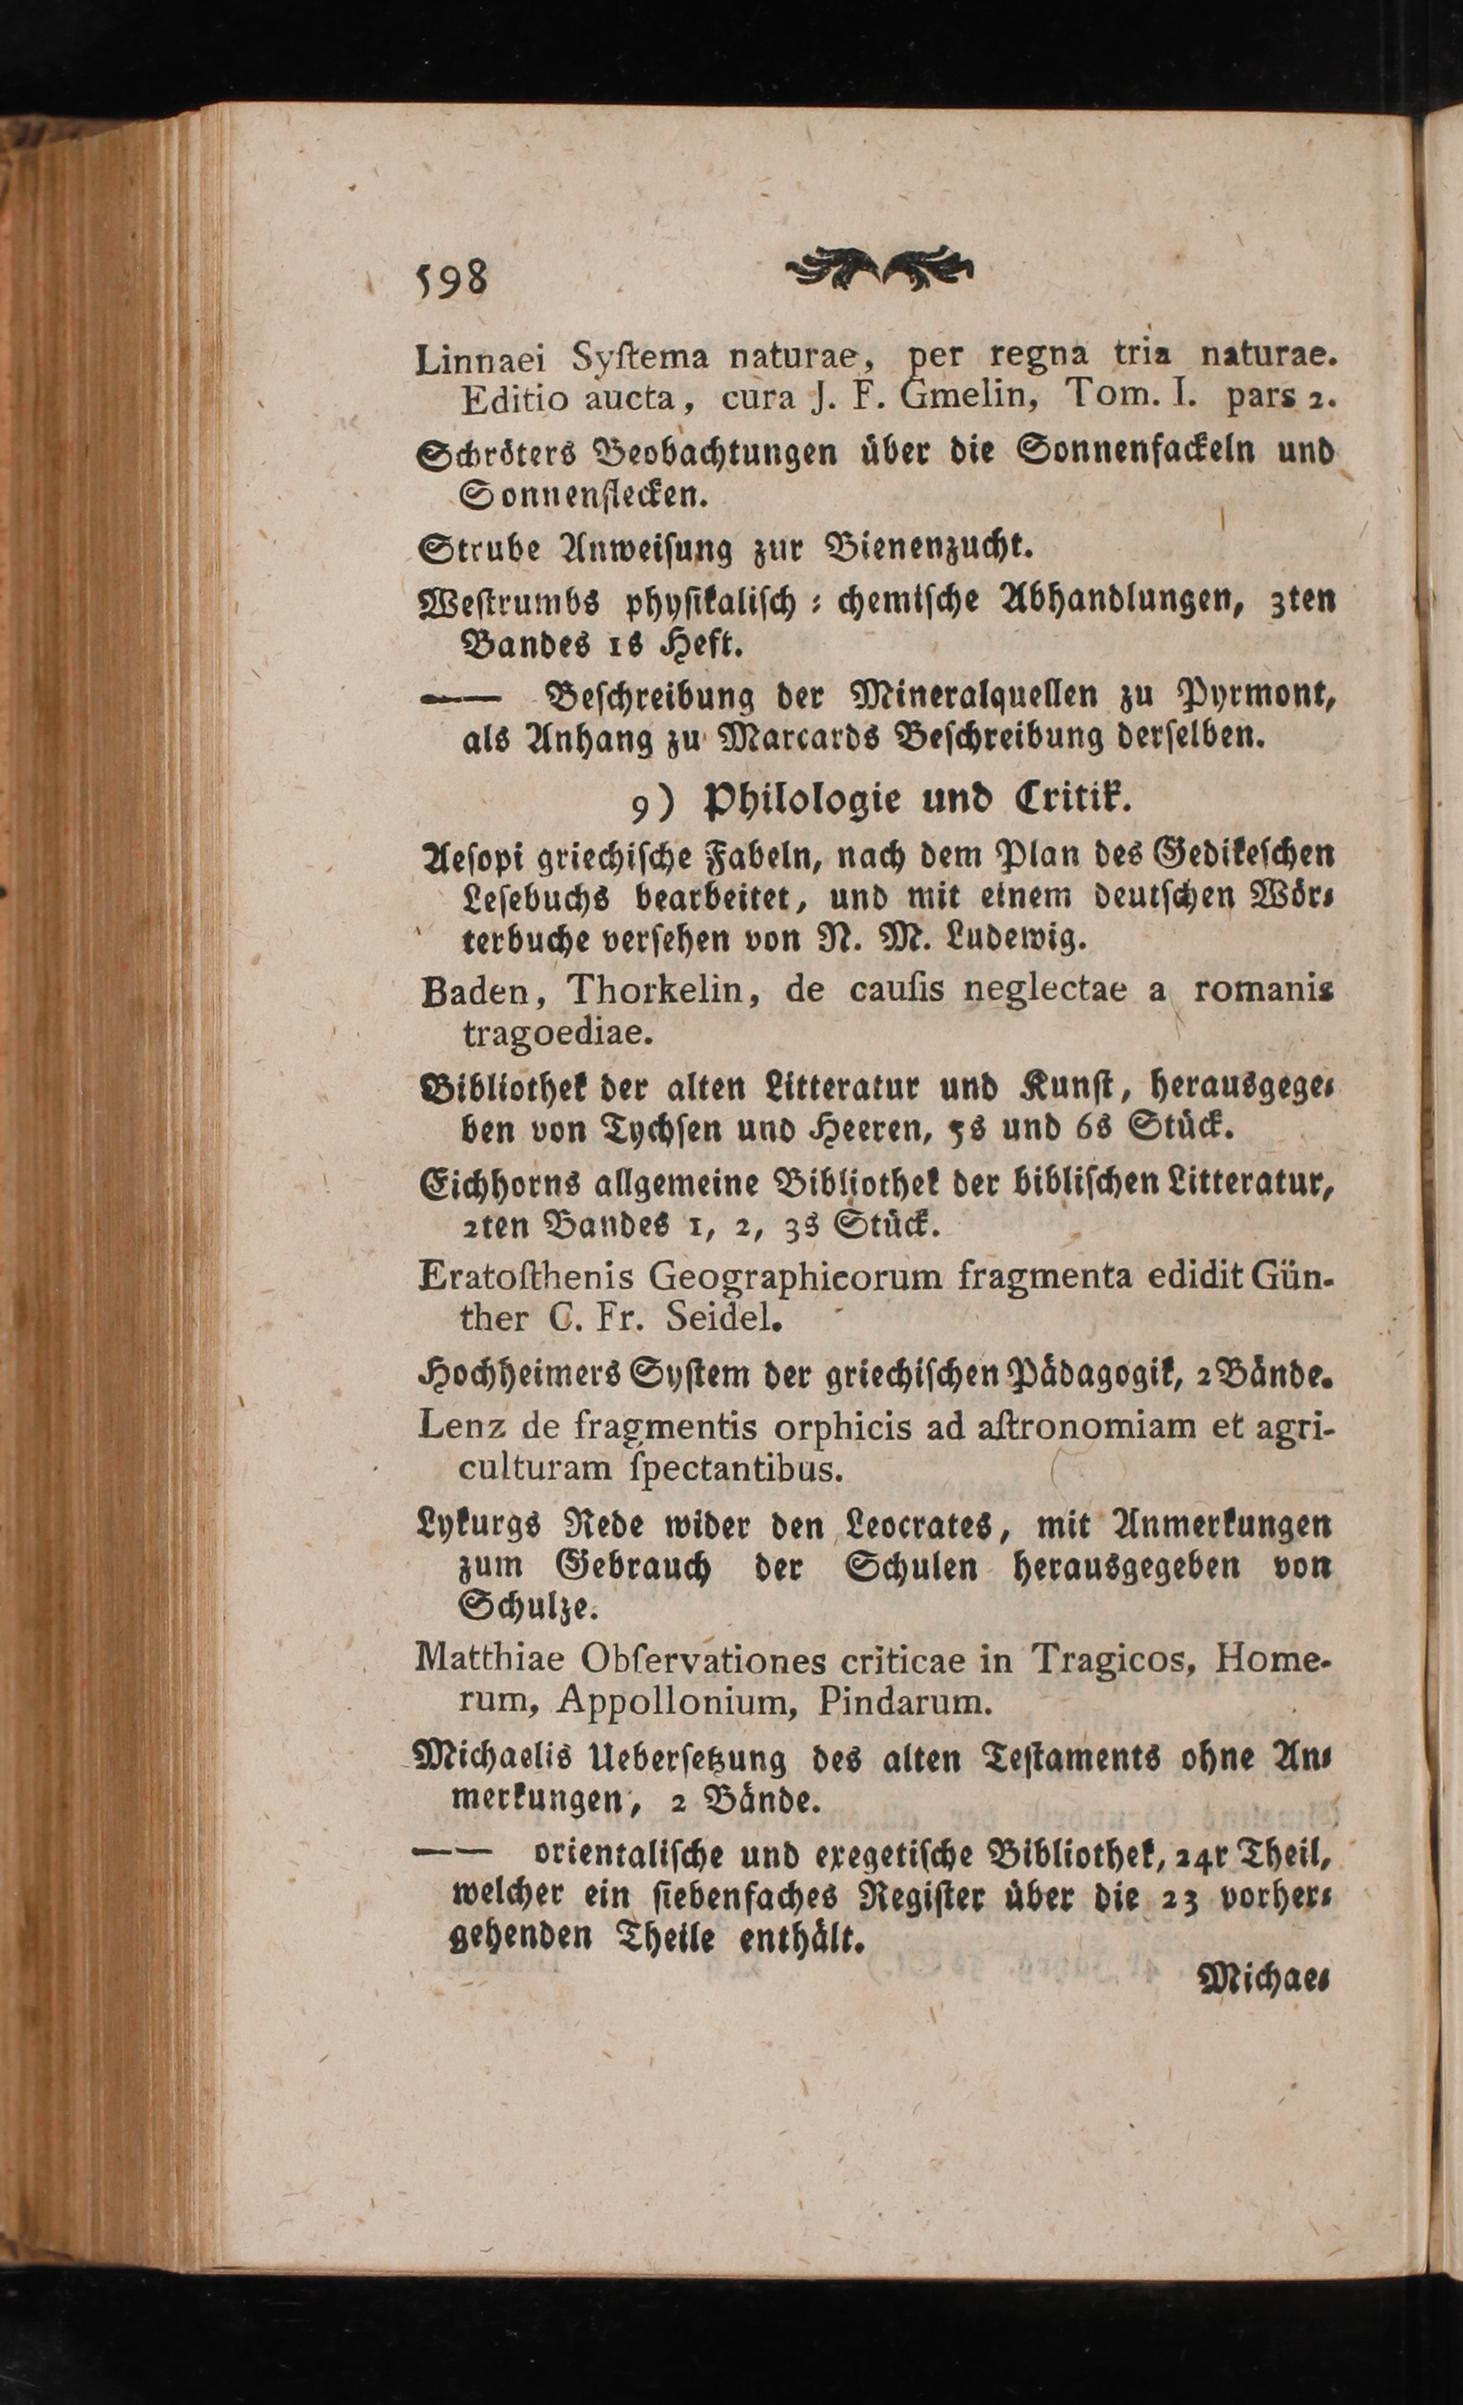 598
Linnaei Syſtema naturae, per regna tria naturae.
Editio aucta, cura J. F. Gmelin, Tom. I. pars 2.
Schröters Beobachtungen über die Sonnenfackeln und
Sonnenflecken.
Strube Anweiſung zur Bienenzucht.
Weſtrumbs phyſikaliſch ⸗ chemiſche Abhandlungen, 3ten
Bandes 1s Heft.
—— Beſchreibung der Mineralquellen zu Pyrmont,
als Anhang zu Marcards Beſchreibung derſelben.
9) Philologie und Critik.
Aeſopi griechiſche Fabeln, nach dem Plan des Gedikeſchen
Leſebuchs bearbeitet, und mit einem deutſchen Wör⸗
terbuche verſehen von N. M. Ludewig.
Baden, Thorkelin, de cauſis neglectae a romanis
tragoediae.
Bibliothek der alten Litteratur und Kunſt, herausgege⸗
ben von Tychſen und Heeren, 5s und 6s Stück.
Eichhorns allgemeine Bibliothek der bibliſchen Litteratur,
2ten Bandes 1, 2, 3s Stück.
Eratoſthenis Geographicorum fragmenta edidit Gün-
ther C. Fr. Seidel.
Hochheimers Syſtem der griechiſchen Pädagogik, 2 Bände.
Lenz de fragmentis orphicis ad aſtronomiam et agri-
culturam ſpectantibus.
Lykurgs Rede wider den Leocrates, mit Anmerkungen
zum Gebrauch der Schulen herausgegeben von
Schulze.
Matthiae Obſervationes criticae in Tragicos, Home-
rum, Appollonium, Pindarum.
Michaelis Ueberſetzung des alten Teſtaments ohne An⸗
merkungen, 2 Bände.
—— orientaliſche und exegetiſche Bibliothek, 24r Theil,
welcher ein ſiebenfaches Regiſter über die 23 vorher⸗
gehenden Theile enthält.
Michae⸗